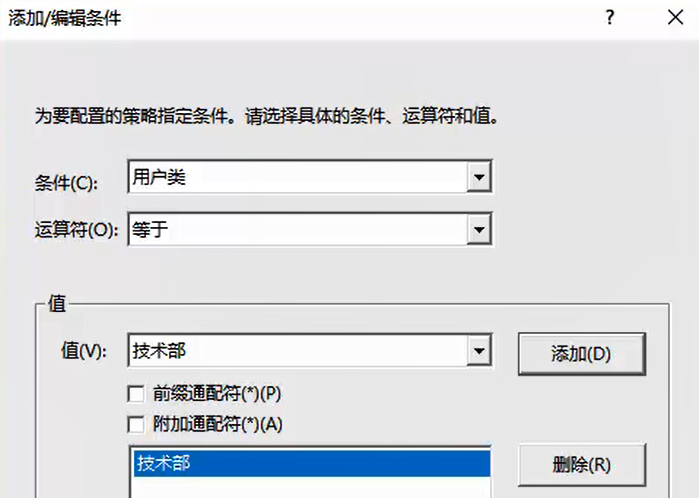 添加/编辑条件 ?
为要配置的策略指定条件。请选择具体的条件、运算符和值。
条件(C): 用户类
运算符(O): 等于
值
值(V): 技术部 添加(D)
前缀通配符(*)(P)
附加通配符(*)(A)
技术部 删除(R)